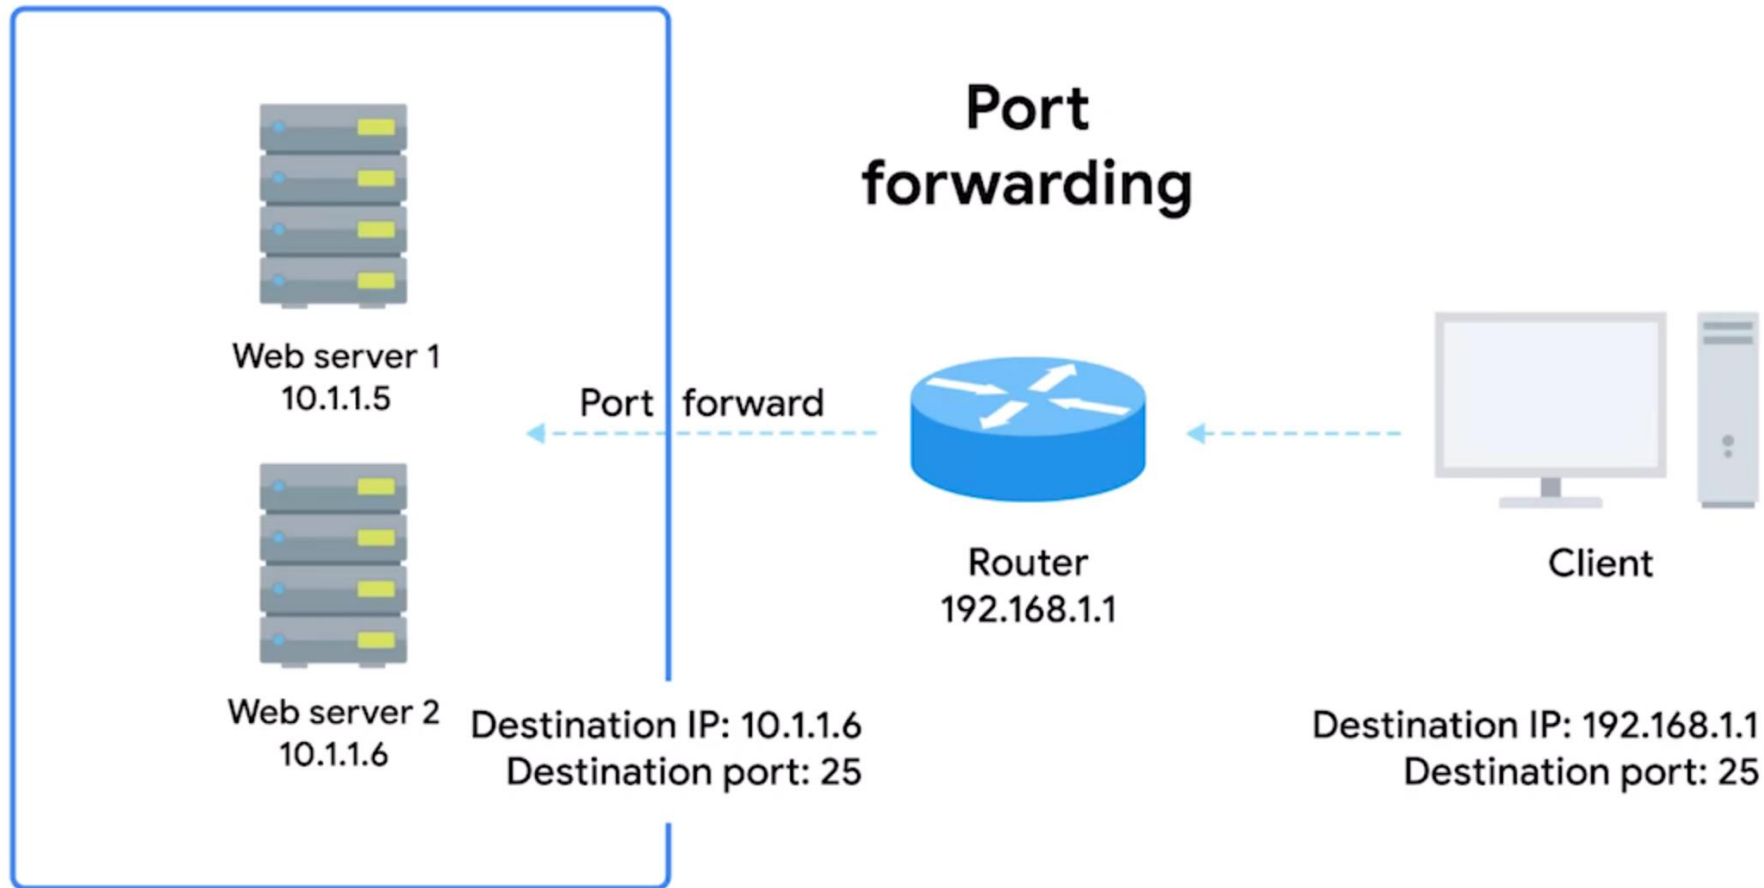 Port
forwarding
Web server 1
10.1.1.5
Port forward
Router
192.168.1.1
Client
Web server 2
10.1.1.6
Destination IP: 10.1.1.6
Destination port: 25
Destination IP: 192.168.1.1
Destination port: 25